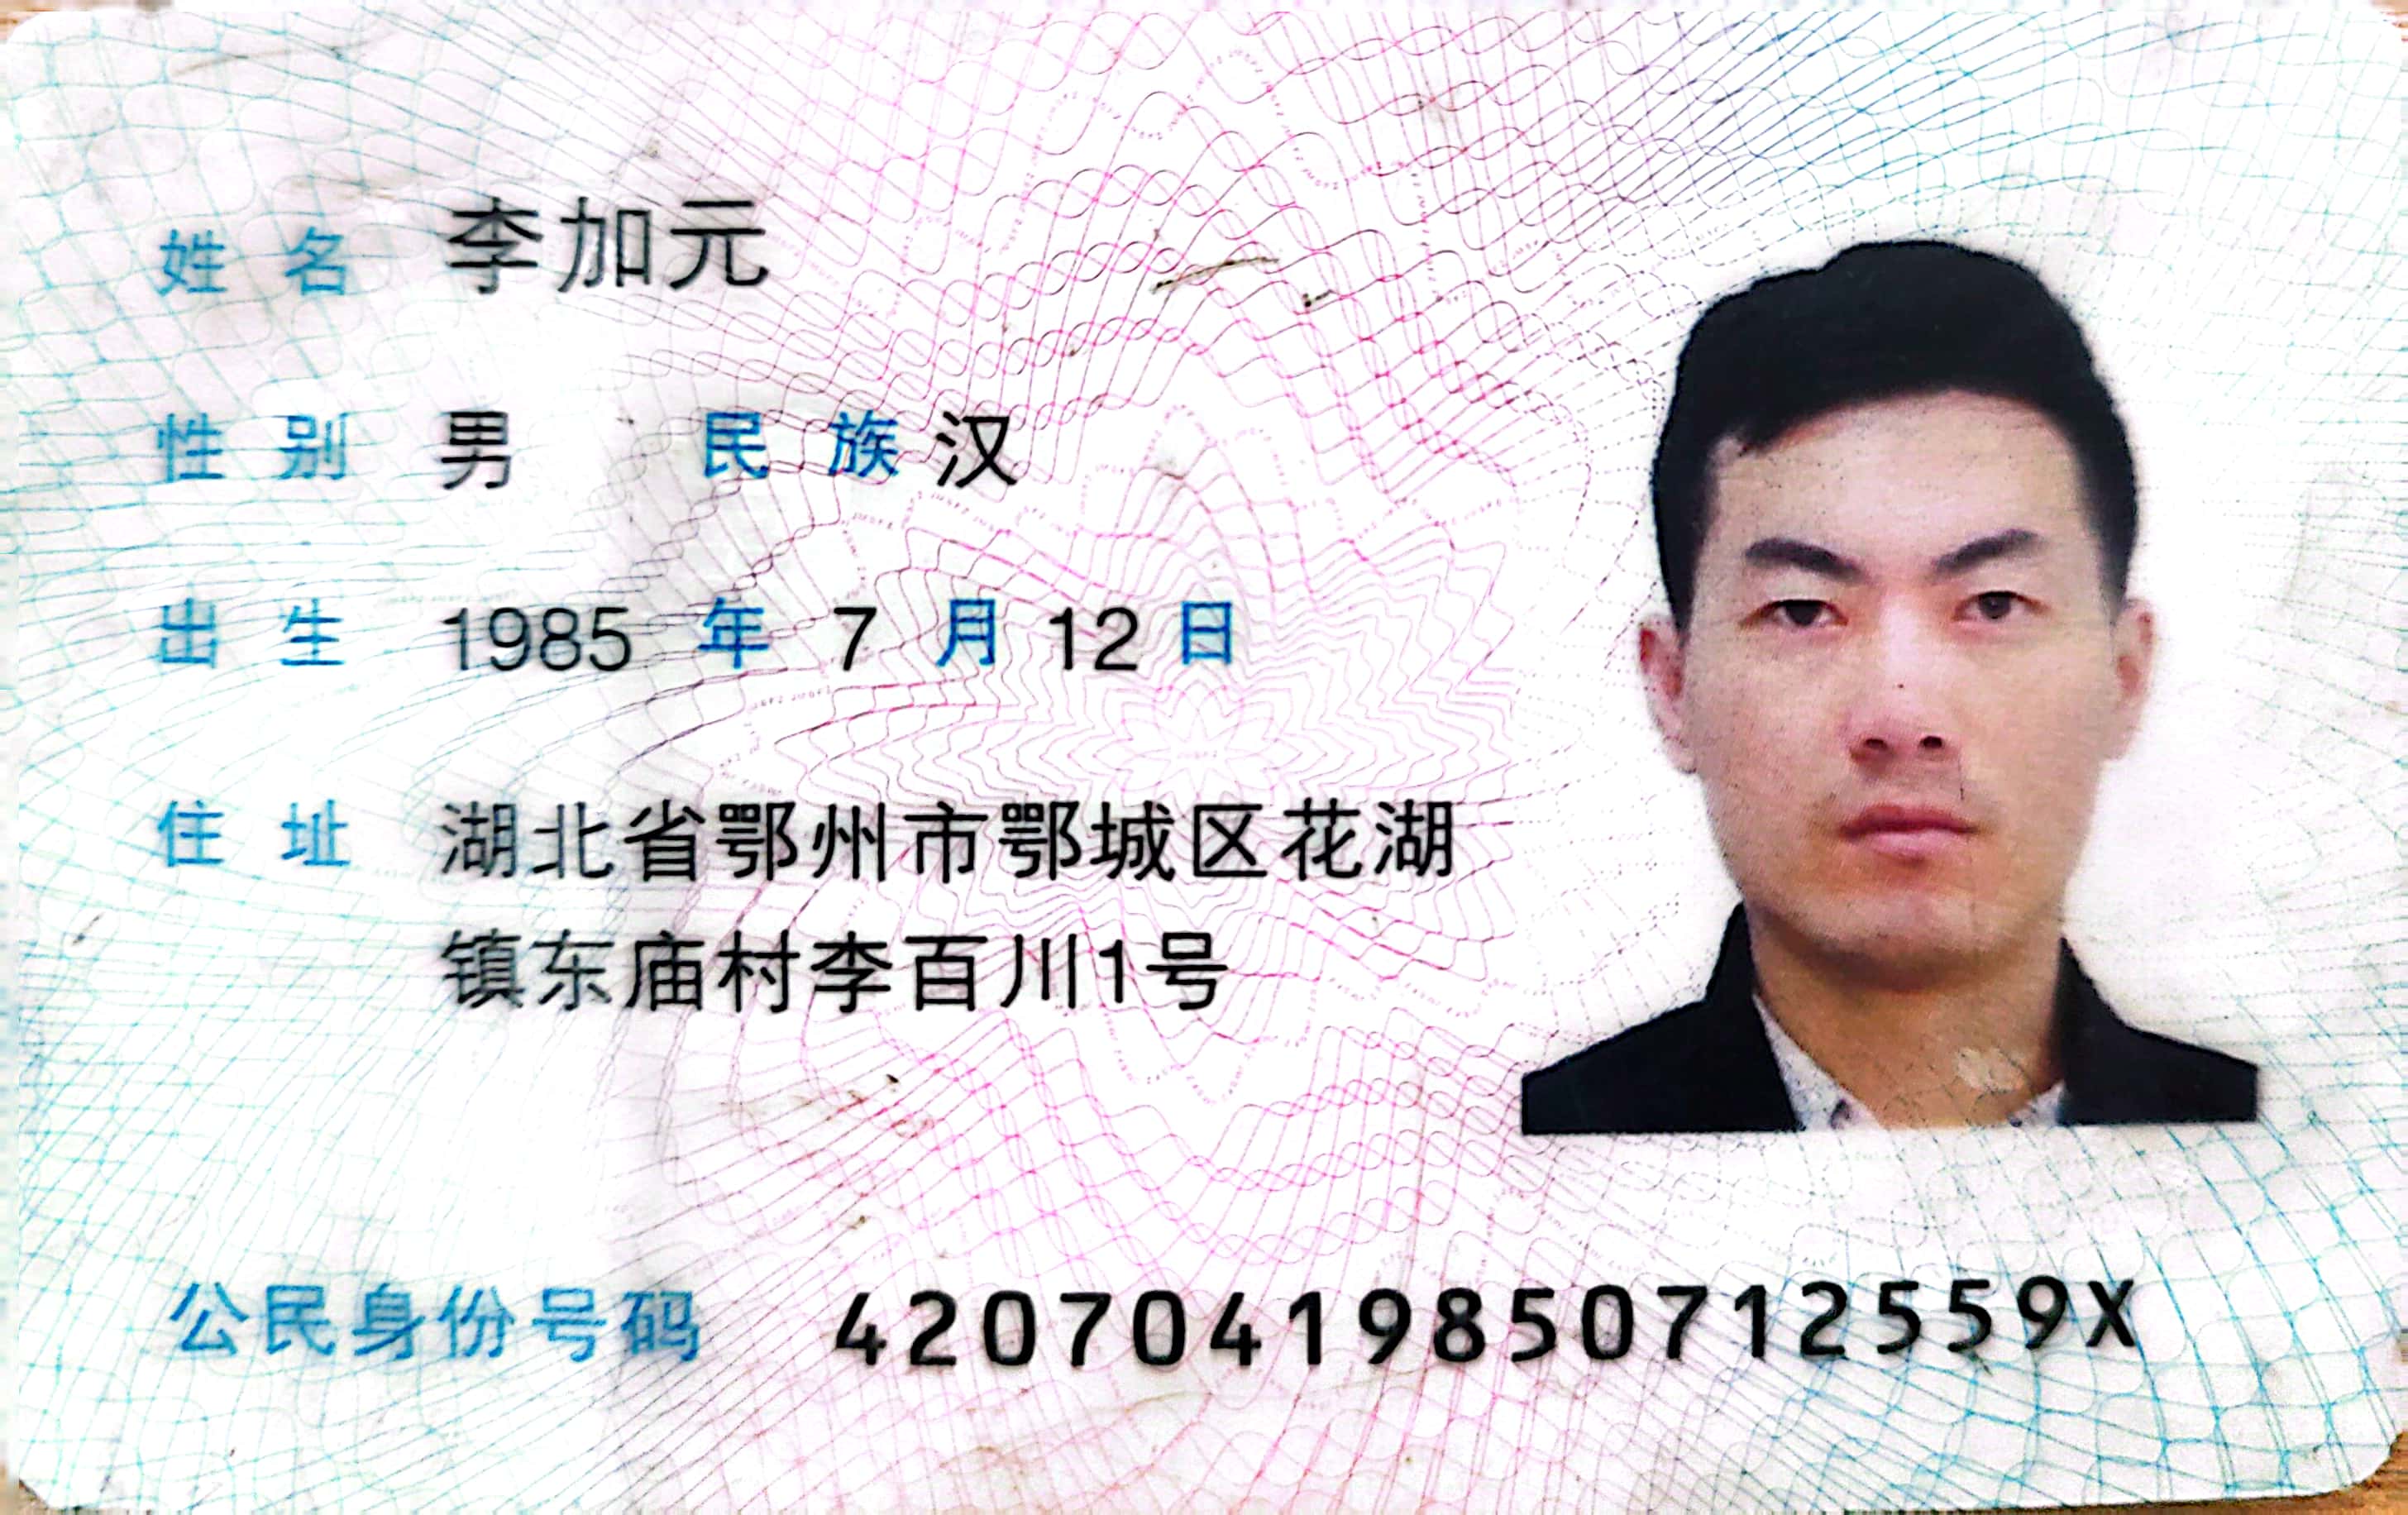 姓名 李加元
性别 男 民族 汉
出生 1985 年 7 月 12 日
住址 湖北省鄂州市鄂城区花湖
镇东庙村李百川1号
公民身份号码 42070419850712559X